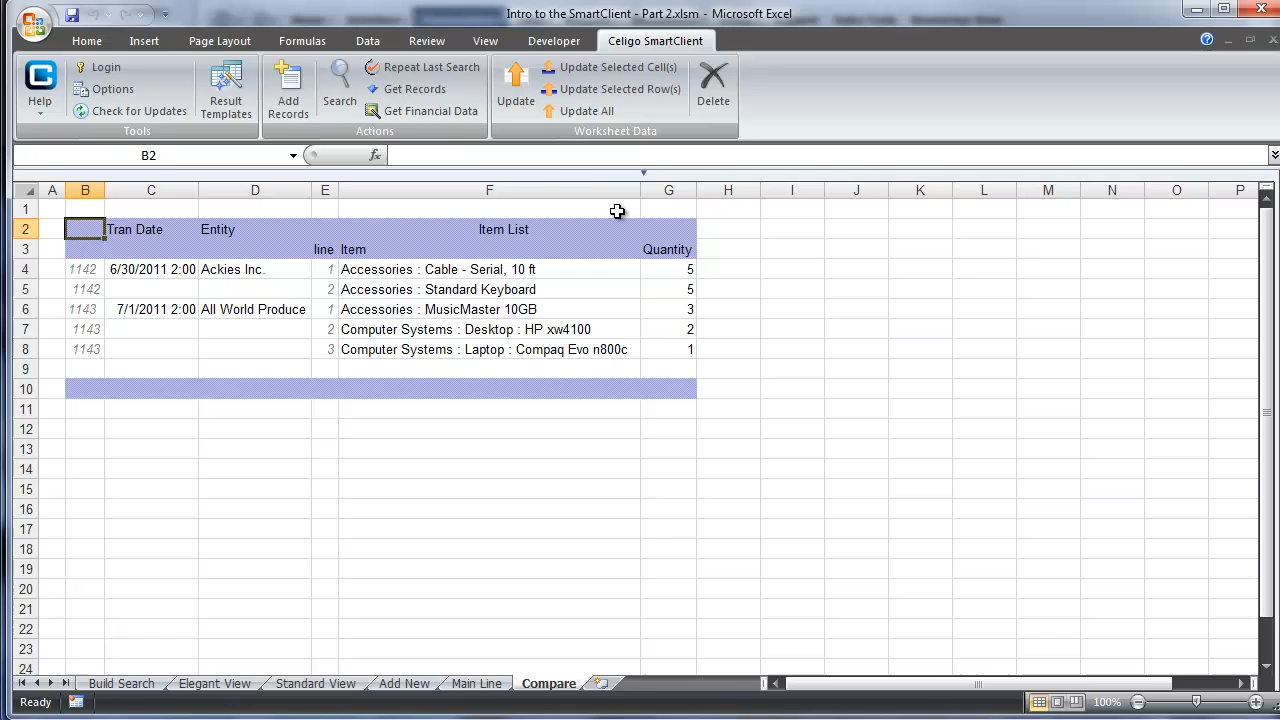 Intro to the SmartClient - Part 2.xlsm - Microsoft Excel
Home Insert Page Layout Formulas Data Review View Developer Celigo SmartClient
Help
Login
Options
Check for Updates
Result Templates
Tools
Add Records
Search
Repeat Last Search
Get Records
Get Financial Data
Actions
Update
Update Selected Cell(s)
Update Selected Row(s)
Update All
Delete
Worksheet Data
B2 fx
A B C D E F G H I J K L M N O P
1
2 Tran Date Entity Item List
3 line Item Quantity
4 1142 6/30/2011 2:00 Ackies Inc. 1 Accessories : Cable - Serial, 10 ft 5
5 1142 2 Accessories : Standard Keyboard 5
6 1143 7/1/2011 2:00 All World Produce 1 Accessories : MusicMaster 10GB 3
7 1143 2 Computer Systems : Desktop : HP xw4100 2
8 1143 3 Computer Systems : Laptop : Compaq Evo n800c 1
9
10
11
12
13
14
15
16
17
18
19
20
21
22
23
24
Build Search Elegant View Standard View Add New Main Line Compare
Ready 100%